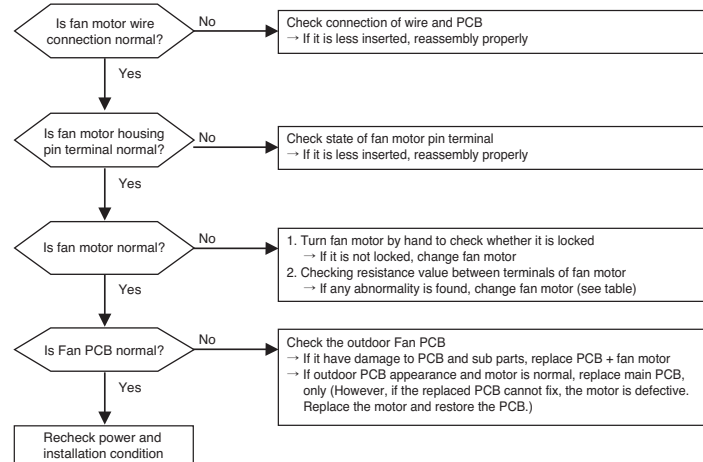 Is fan motor wire
connection normal?
No
Check connection of wire and PCB
→ If it is less inserted, reassembly properly
Yes
Is fan motor housing
pin terminal normal?
No
Check state of fan motor pin terminal
→ If it is less inserted, reassembly properly
Yes
Is fan motor normal?
No
1. Turn fan motor by hand to check whether it is locked
→ If it is not locked, change fan motor
2. Checking resistance value between terminals of fan motor
→ If any abnormality is found, change fan motor (see table)
Yes
Is Fan PCB normal?
No
Check the outdoor Fan PCB
→ If it have damage to PCB and sub parts, replace PCB + fan motor
→ If outdoor PCB appearance and motor is normal, replace main PCB,
only (However, if the replaced PCB cannot fix, the motor is defective.
Replace the motor and restore the PCB.)
Yes
Recheck power and
installation condition